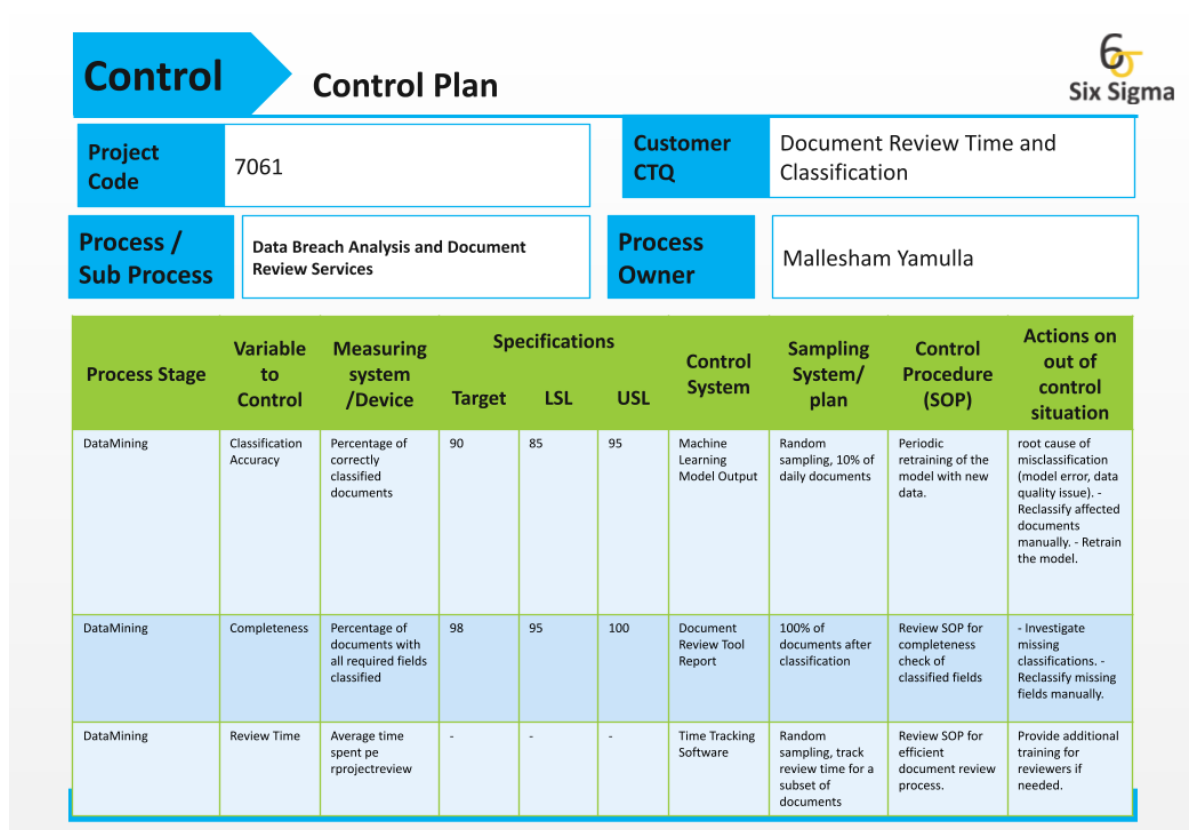 Control
Control Plan
6σ
Six Sigma
Project
Code
7061
Customer
CTQ
Document Review Time and
Classification
Process /
Sub Process
Data Breach Analysis and Document
Review Services
Process
Owner
Mallesham Yamulla
Process Stage
Variable
to
Control
Measuring
system
/Device
Specifications
Target
LSL
USL
Control
System
Sampling
System/
plan
Control
Procedure
(SOP)
Actions on
out of
control
situation
DataMining
Classification
Accuracy
Percentage of
correctly
classified
documents
90
85
95
Machine
Learning
Model Output
Random
sampling, 10% of
daily documents
Periodic
retraining of the
model with new
data.
root cause of
misclassification
(model error, data
quality issue). -
Reclassify affected
documents
manually. - Retrain
the model.
DataMining
Completeness
Percentage of
documents with
all required fields
classified
98
95
100
Document
Review Tool
Report
100% of
documents after
classification
Review SOP for
completeness
check of
classified fields
- Investigate
missing
classifications. -
Reclassify missing
fields manually.
DataMining
Review Time
Average time
spent pe
rprojectreview
-
-
-
Time Tracking
Software
Random
sampling, track
review time for a
subset of
documents
Review SOP for
efficient
document review
process.
Provide additional
training for
reviewers if
needed.